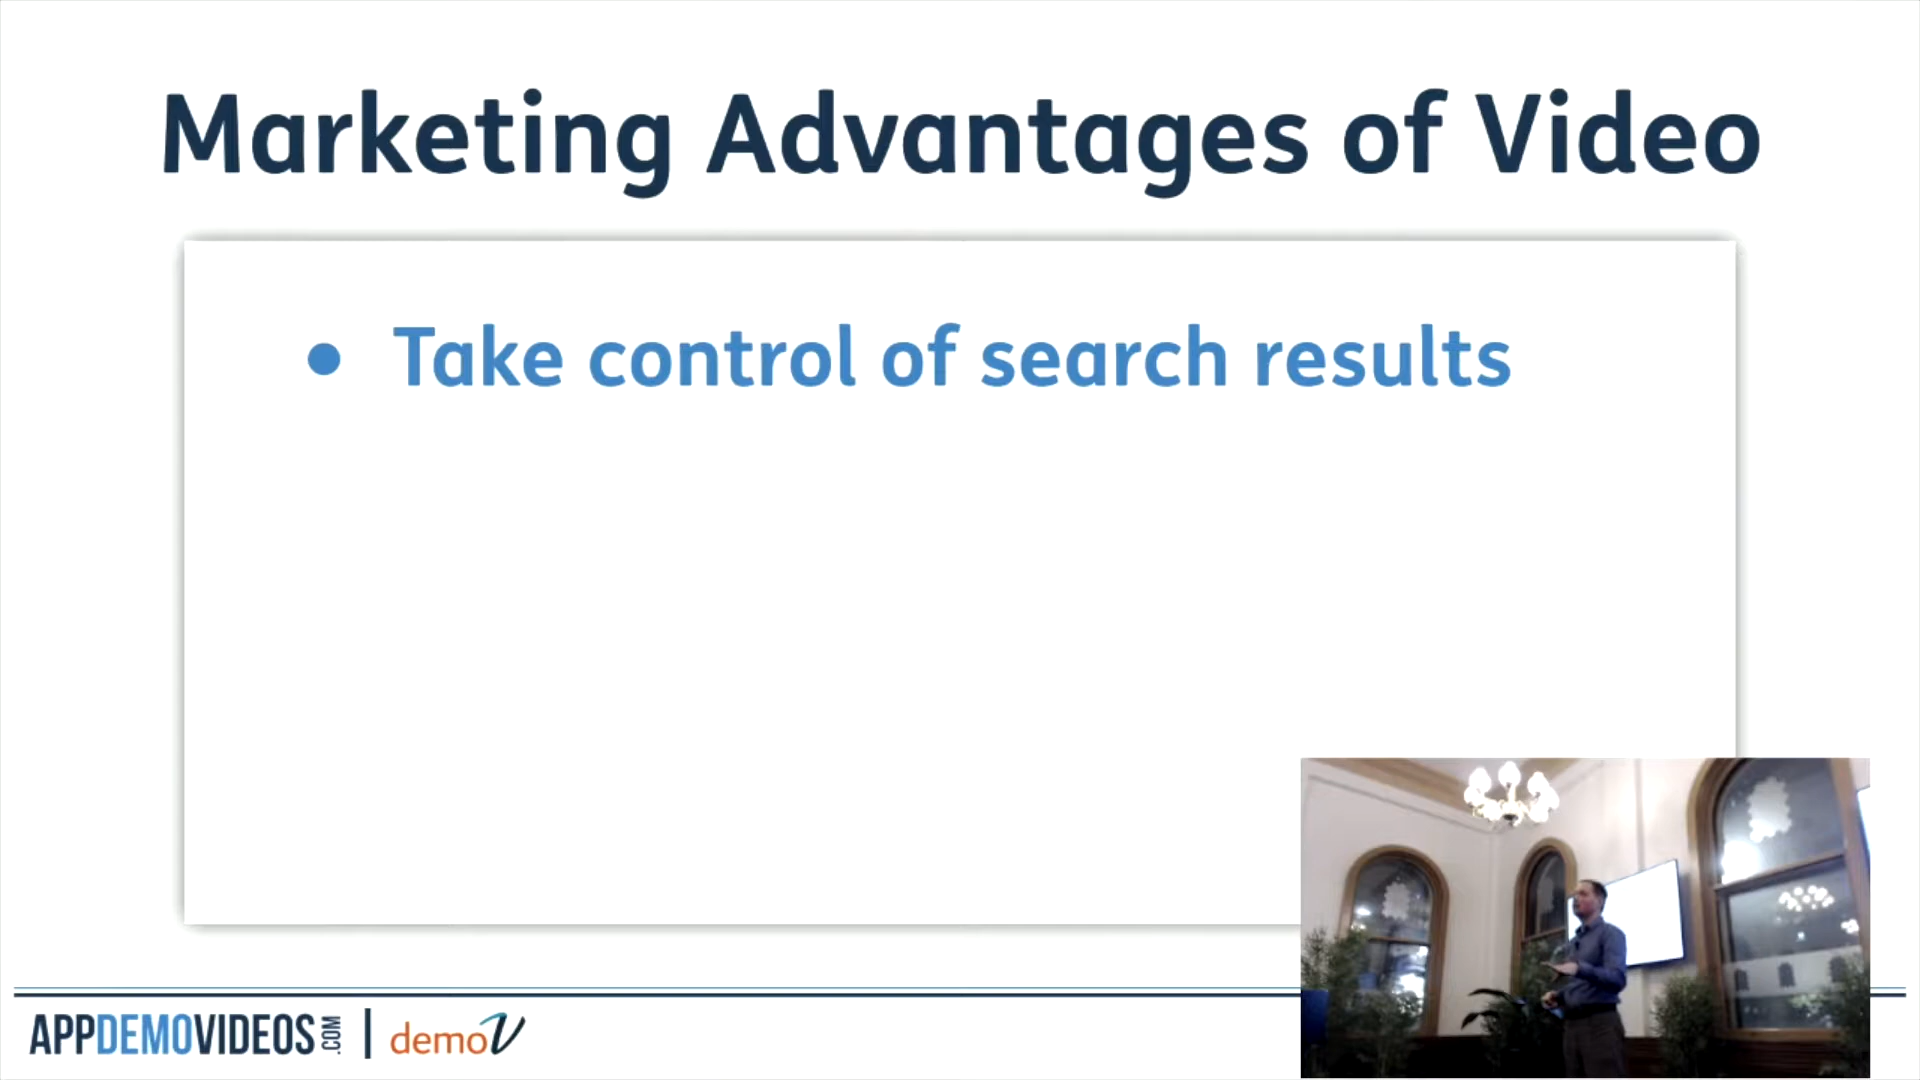 Marketing Advantages of Video
• Take control of search results
APPDEMOVIDEOS.COM | demoV